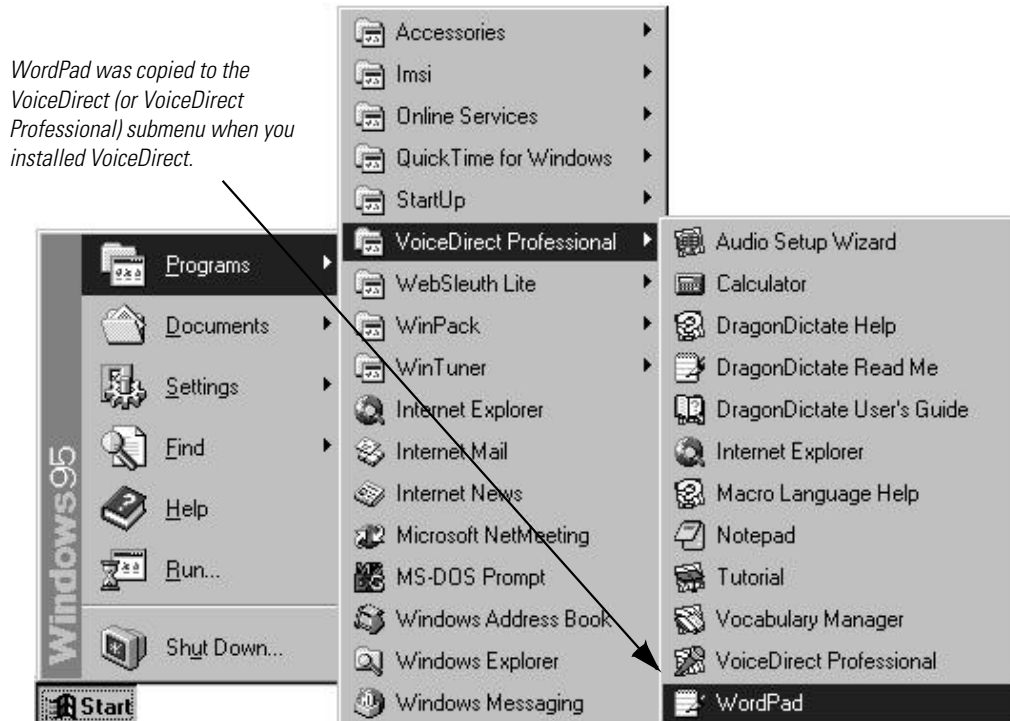 WordPad was copied to the
VoiceDirect (or VoiceDirect
Professional) submenu when you
installed VoiceDirect.
Windows95
Programs
Documents
Settings
Find
Help
Run...
Shut Down...
Start
Accessories
Imsi
Online Services
QuickTime for Windows
StartUp
VoiceDirect Professional
WebSleuth Lite
WinPack
WinTuner
Internet Explorer
Internet Mail
Internet News
Microsoft NetMeeting
MS-DOS Prompt
Windows Address Book
Windows Explorer
Windows Messaging
Audio Setup Wizard
Calculator
DragonDictate Help
DragonDictate Read Me
DragonDictate User's Guide
Internet Explorer
Macro Language Help
Notepad
Tutorial
Vocabulary Manager
VoiceDirect Professional
WordPad